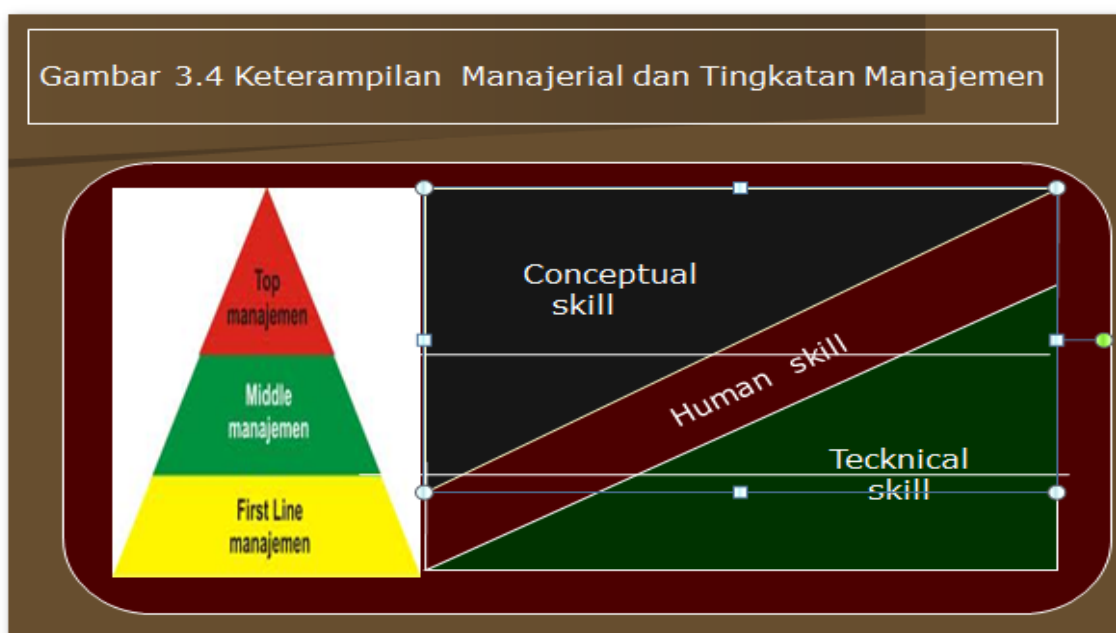 Gambar 3.4 Keterampilan Manajerial dan Tingkatan Manajemen
Top
manajemen
Middle
manajemen
First Line
manajemen
Conceptual
skill
Human skill
Tecknical
skill